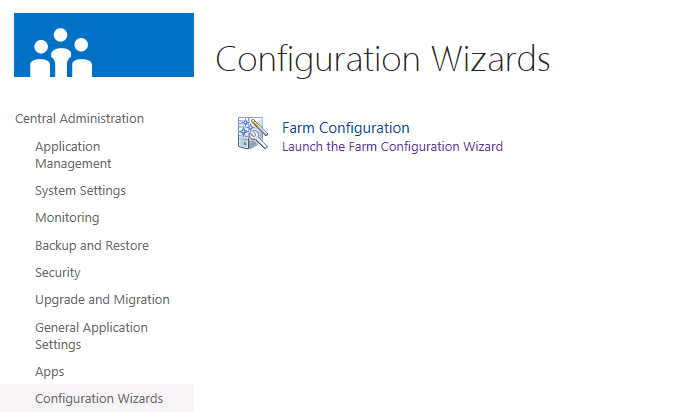 Configuration Wizards
Central Administration
Application
Management
System Settings
Monitoring
Backup and Restore
Security
Upgrade and Migration
General Application
Settings
Apps
Configuration Wizards
Farm Configuration
Launch the Farm Configuration Wizard